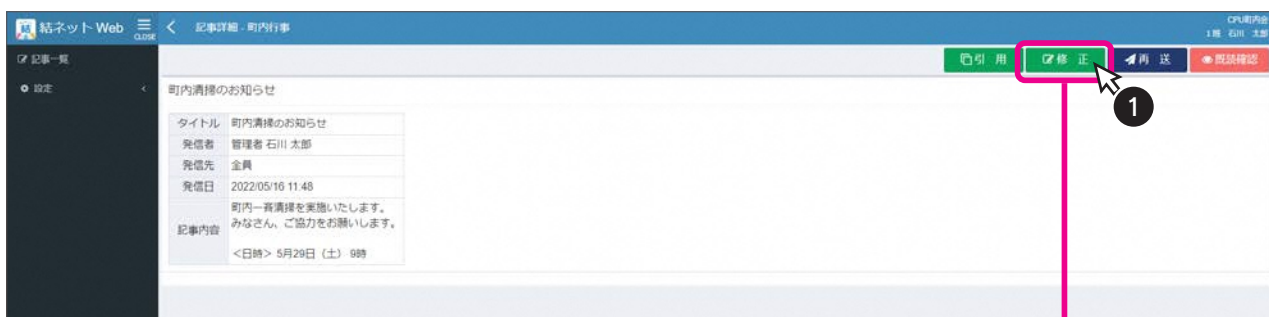 結ネット Web
CLOSE
記事詳細 - 町内行事
CPU町内会
1班 石川 太郎
記事一覧
設定
引 用
修 正
再 送
既読確認
1
町内清掃のお知らせ
タイトル 町内清掃のお知らせ
発信者 管理者 石川 太郎
発信先 全員
発信日 2022/05/16 11:48
記事内容 町内一斉清掃を実施いたします。
みなさん、ご協力をお願いします。
<日時> 5月29日（土） 9時